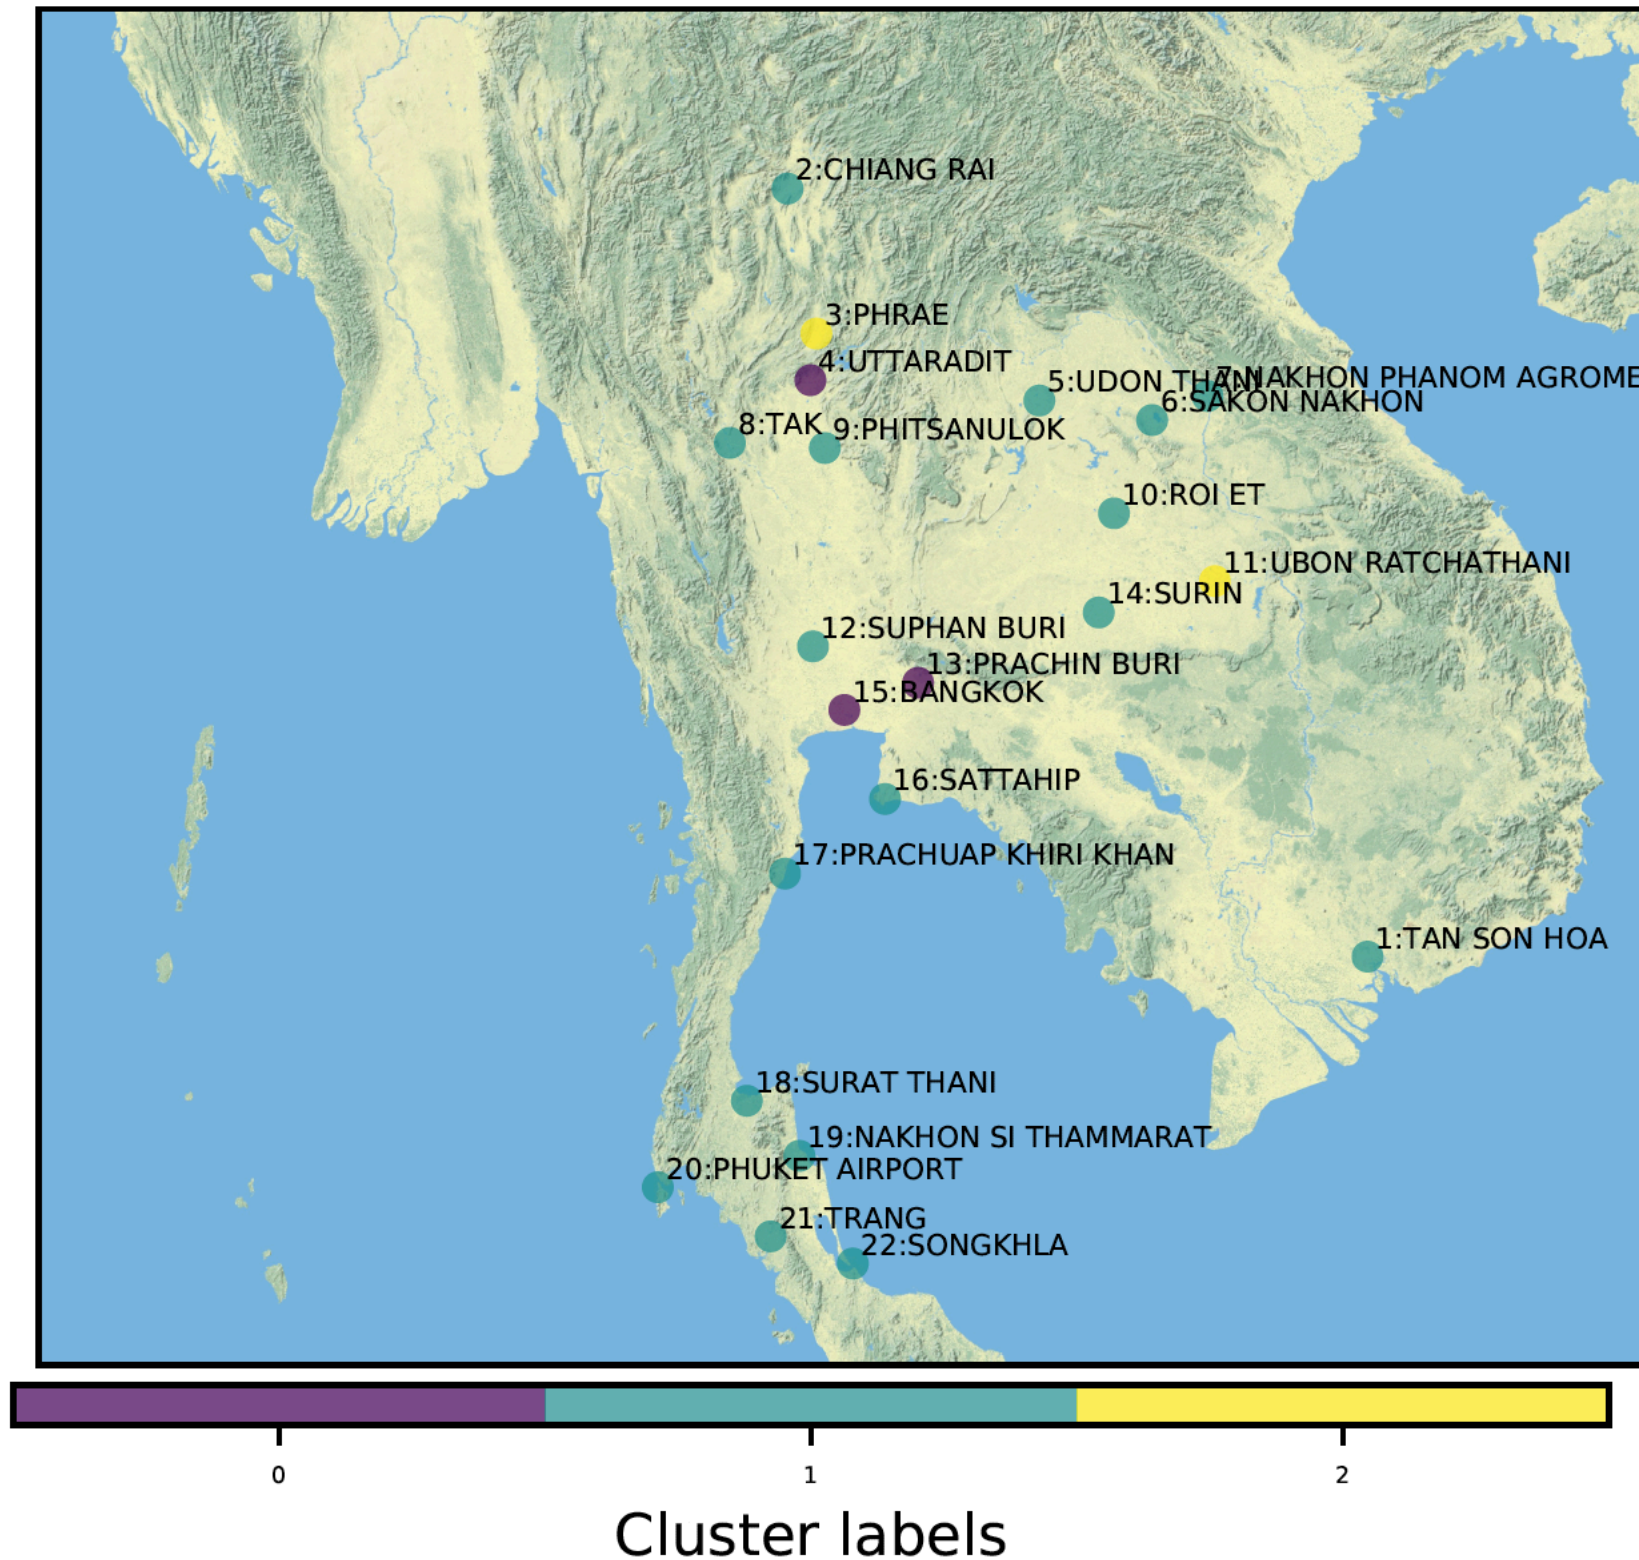 2:CHIANG RAI
3:PHRAE
4:UTTARADIT
5:UDON THANI
7:NAKHON PHANOM AGROME
6:SAKON NAKHON
8:TAK
9:PHITSANULOK
10:ROI ET
11:UBON RATCHATHANI
14:SURIN
12:SUPHAN BURI
13:PRACHIN BURI
15:BANGKOK
16:SATTAHIP
17:PRACHUAP KHIRI KHAN
1:TAN SON HOA
18:SURAT THANI
19:NAKHON SI THAMMARAT
20:PHUKET AIRPORT
21:TRANG
22:SONGKHLA
0 1 2
Cluster labels